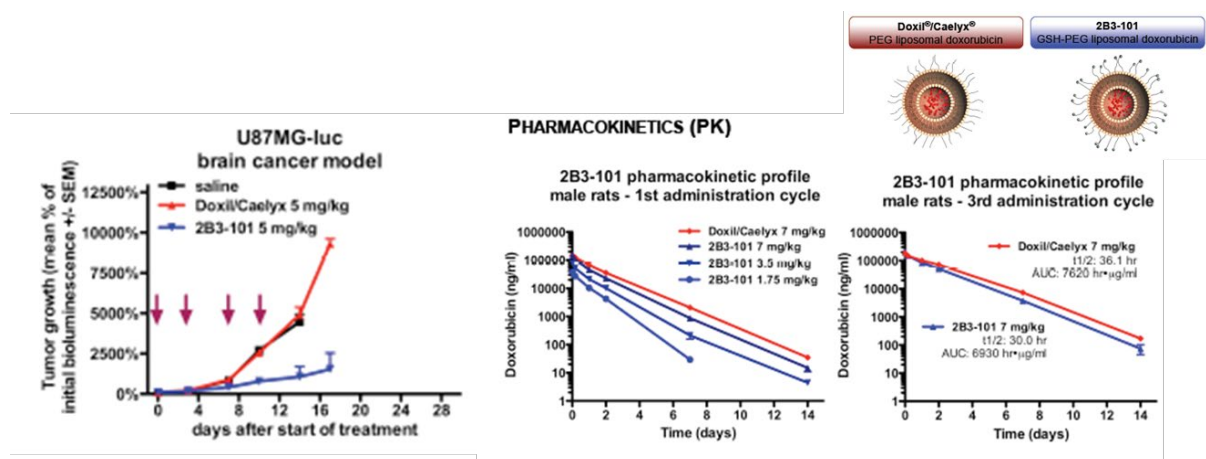 Doxil®/Caelyx®
PEG liposomal doxorubicin
2B3-101
GSH-PEG liposomal doxorubicin
U87MG-luc
brain cancer model
saline
Doxil/Caelyx 5 mg/kg
2B3-101 5 mg/kg
Tumor growth (mean % of
initial bioluminescence +/- SEM)
12500%
10000%
7500%
5000%
2500%
0%
0 4 8 12 16 20 24 28
days after start of treatment
PHARMACOKINETICS (PK)
2B3-101 pharmacokinetic profile
male rats - 1st administration cycle
Doxil/Caelyx 7 mg/kg
2B3-101 7 mg/kg
2B3-101 3.5 mg/kg
2B3-101 1.75 mg/kg
Doxorubicin (ng/ml)
1000000
100000
10000
1000
100
10
1
0 2 4 6 8 10 12 14
Time (days)
2B3-101 pharmacokinetic profile
male rats - 3rd administration cycle
Doxil/Caelyx 7 mg/kg
t1/2: 36.1 hr
AUC: 7620 hr•µg/ml
2B3-101 7 mg/kg
t1/2: 30.0 hr
AUC: 6930 hr•µg/ml
Doxorubicin (ng/ml)
1000000
100000
10000
1000
100
10
1
0 2 4 6 8 10 12 14
Time (days)